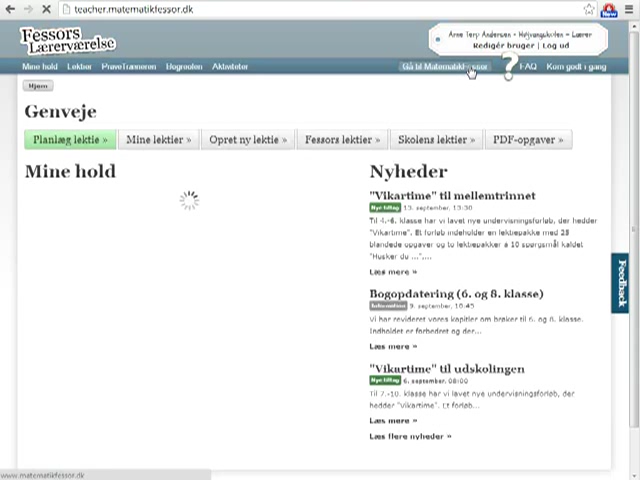 teacher.matematikfessor.dk
Fessors
Lærerværelse
Arne Terp Andersen • Højvangskolen – Lærer
Redigér bruger | Log ud
Mine hold Lektier PrøveTræneren Bogreolen Aktiviteter
Gå til Matematikfessor ? FAQ Kom godt i gang
Hjem
Genveje
Planlæg lektie » Mine lektier » Opret ny lektie » Fessors lektier » Skolens lektier » PDF-opgaver »
Mine hold
Nyheder
"Vikartime" til mellemtrinnet
Nye tiltag 13. september, 13:30
Til 4.-6. klasse har vi lavet nye undervisningsforløb, der hedder
"Vikartime". Et forløb indeholder en lektiepakke med 25
blandede opgaver og to lektiepakker á 10 spørgsmål kaldet
"Husker du ...",...
Læs mere »
Bogopdatering (6. og 8. klasse)
Information 9. september, 10:45
Vi har revideret vores kapitler om brøker til 6. og 8. klasse.
Indholdet er forbedret og der...
Læs mere »
"Vikartime" til udskolingen
Nye tiltag 6. september, 08:00
Til 7.-10. klasse har vi lavet nye undervisningsforløb, der
hedder "Vikartime". Et forløb...
Læs mere »
Læs flere nyheder »
Feedback
www.matematikfessor.dk